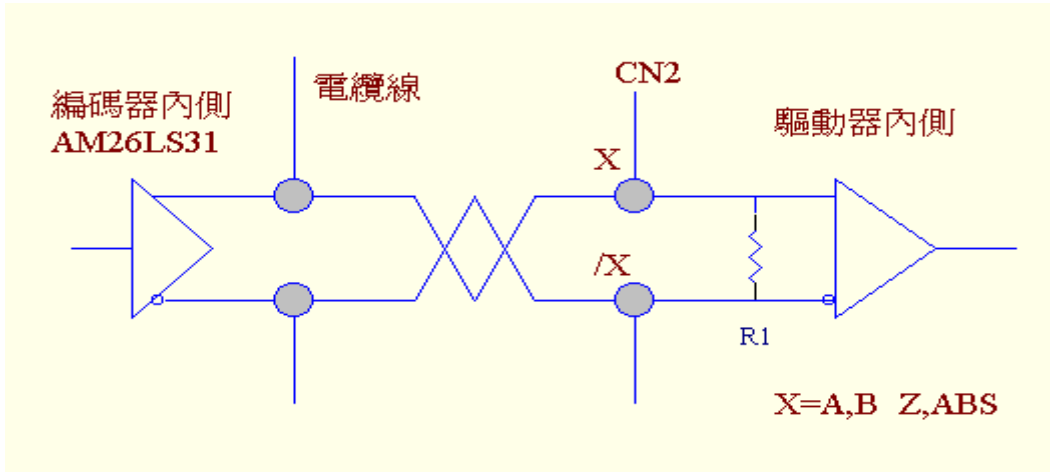 編碼器內側
AM26LS31
電纜線
CN2
驅動器內側
X
/X
R1
X=A,B Z,ABS